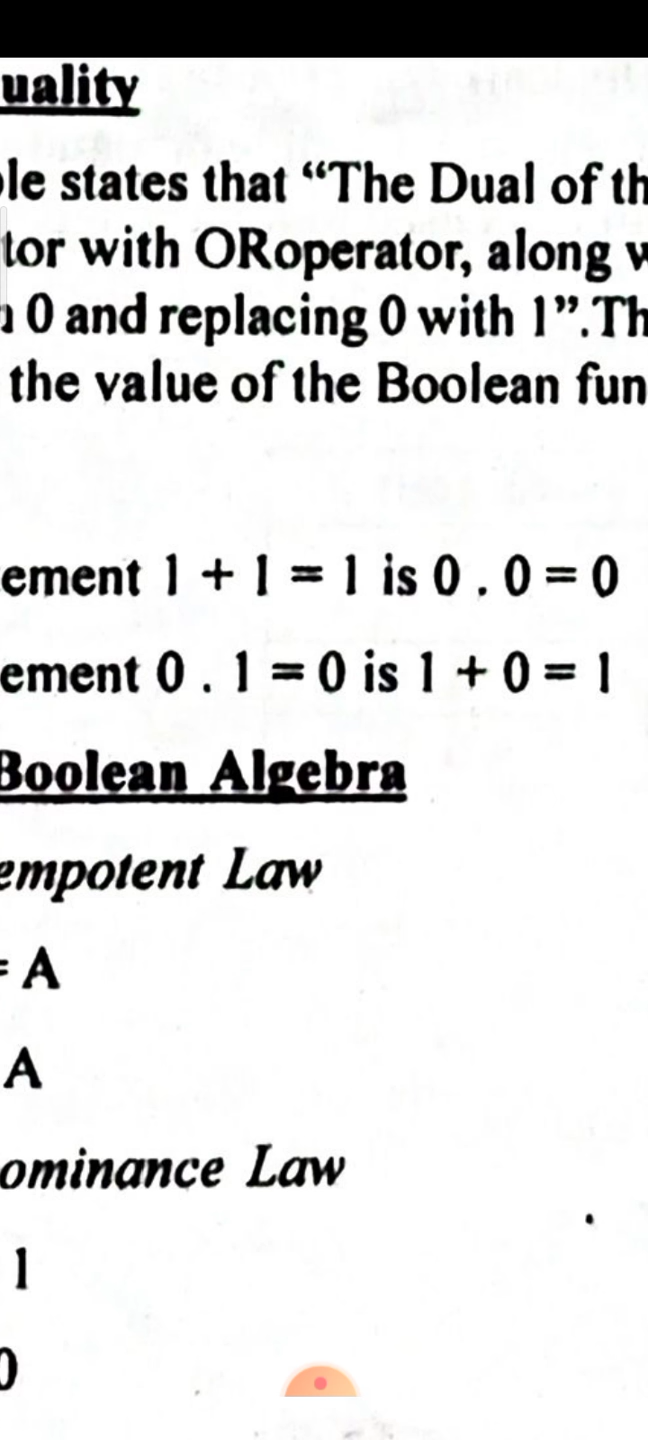 uality
le states that “The Dual of th
tor with ORoperator, along w
0 and replacing 0 with 1”.Th
the value of the Boolean fun
ement 1 + 1 = 1 is 0 . 0 = 0
ement 0 . 1 = 0 is 1 + 0 = 1
Boolean Algebra
empotent Law
= A
A
ominance Law
1
0